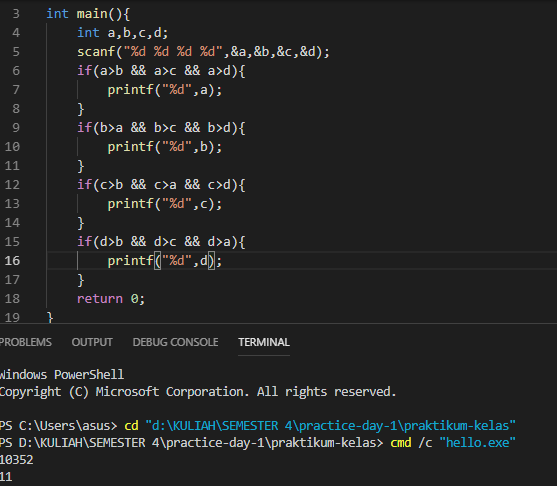 3 int main(){
4 int a,b,c,d;
5 scanf("%d %d %d %d",&a,&b,&c,&d);
6 if(a>b && a>c && a>d){
7 printf("%d",a);
8 }
9 if(b>a && b>c && b>d){
10 printf("%d",b);
11 }
12 if(c>b && c>a && c>d){
13 printf("%d",c);
14 }
15 if(d>b && d>c && d>a){
16 printf("%d",d);
17 }
18 return 0;
19 }
PROBLEMS OUTPUT DEBUG CONSOLE TERMINAL
Windows PowerShell
Copyright (C) Microsoft Corporation. All rights reserved.
PS C:\Users\asus> cd "d:\KULIAH\SEMESTER 4\practice-day-1\praktikum-kelas"
PS D:\KULIAH\SEMESTER 4\practice-day-1\praktikum-kelas> cmd /c "hello.exe"
10352
11